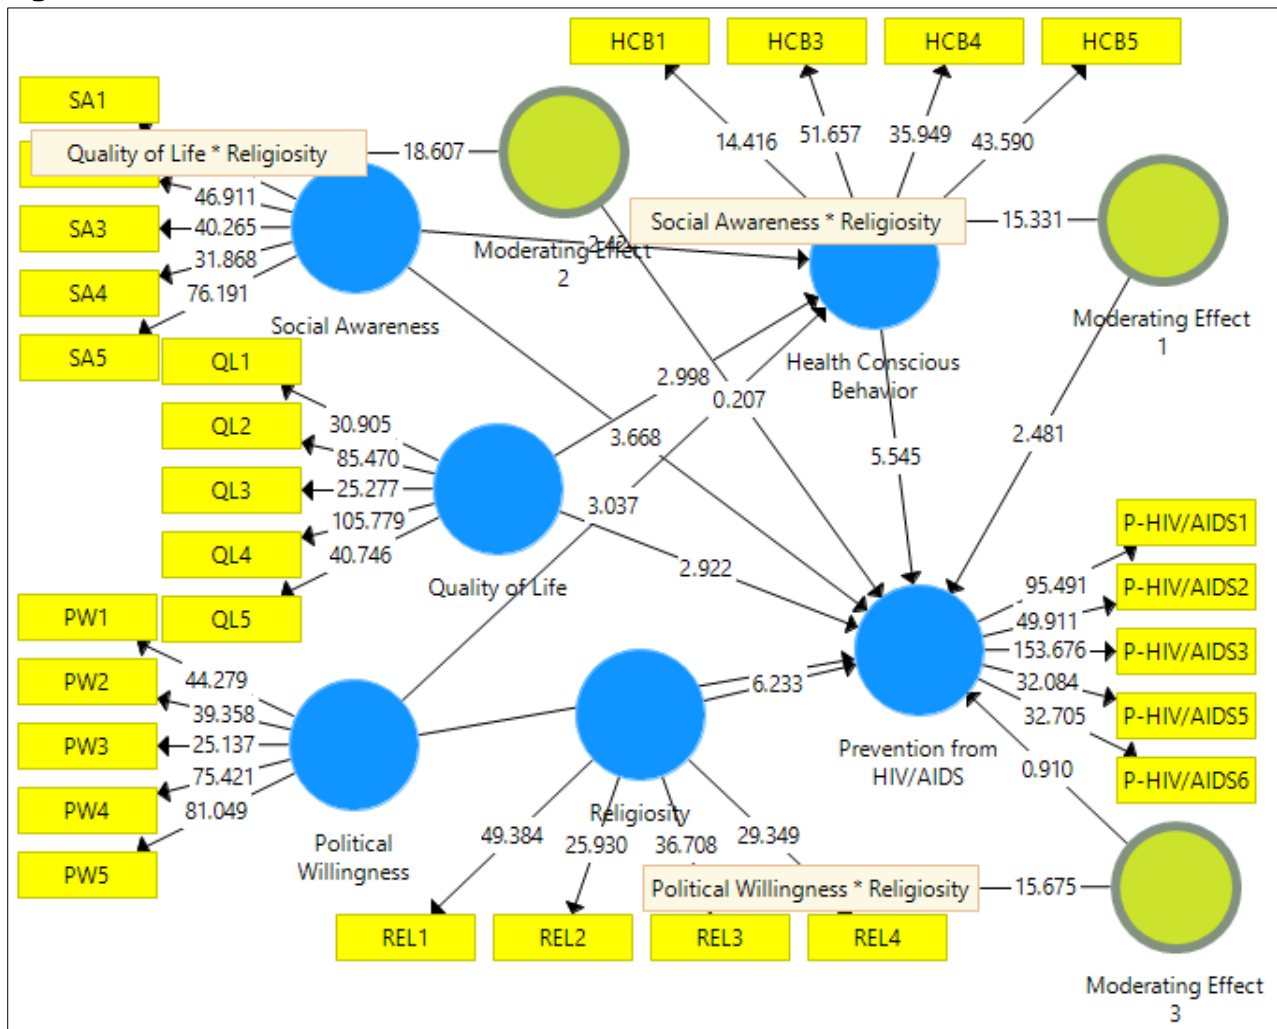 HCB1 HCB3 HCB4 HCB5
SA1
14.416 51.657 35.949 43.590
Quality of Life * Religiosity 18.607
46.911
SA3 40.265
Social Awareness * Religiosity 15.331
31.868
Moderating Effect
2
SA4 76.191
Social Awareness
Moderating Effect
1
SA5
QL1
Health Conscious
Behavior
2.998
0.207
30.905
QL2
3.668
2.481
85.470
5.545
QL3 25.277
3.037
105.779
P-HIV/AIDS1
QL4 40.746
2.922
Quality of Life
95.491
P-HIV/AIDS2
PW1
QL5
49.911
153.676 P-HIV/AIDS3
44.279
PW2
6.233
32.084
39.358
32.705
P-HIV/AIDS5
PW3 25.137
Prevention from
HIV/AIDS
0.910
P-HIV/AIDS6
75.421
PW4 81.049
Religiosity
Political
Willingness
49.384 25.930 36.708 29.349
PW5
Political Willingness * Religiosity 15.675
REL1 REL2 REL3 REL4
Moderating Effect
3